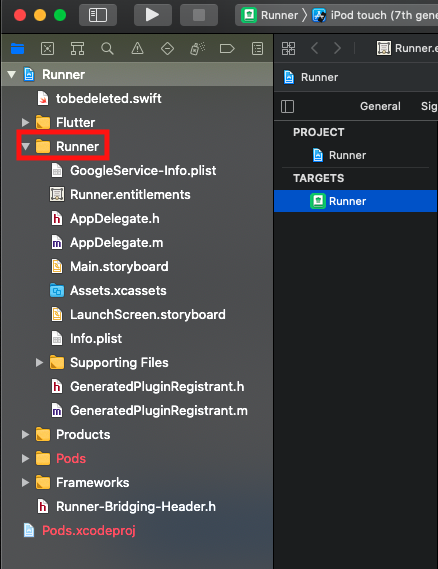 Runner
iPod touch (7th gene
Runner.e
Runner
Runner
tobedeleted.swift
Flutter
Runner
GoogleService-Info.plist
Runner.entitlements
AppDelegate.h
AppDelegate.m
Main.storyboard
Assets.xcassets
LaunchScreen.storyboard
Info.plist
Supporting Files
GeneratedPluginRegistrant.h
GeneratedPluginRegistrant.m
Products
Pods
Frameworks
Runner-Bridging-Header.h
Pods.xcodeproj
General Sig
PROJECT
Runner
TARGETS
Runner